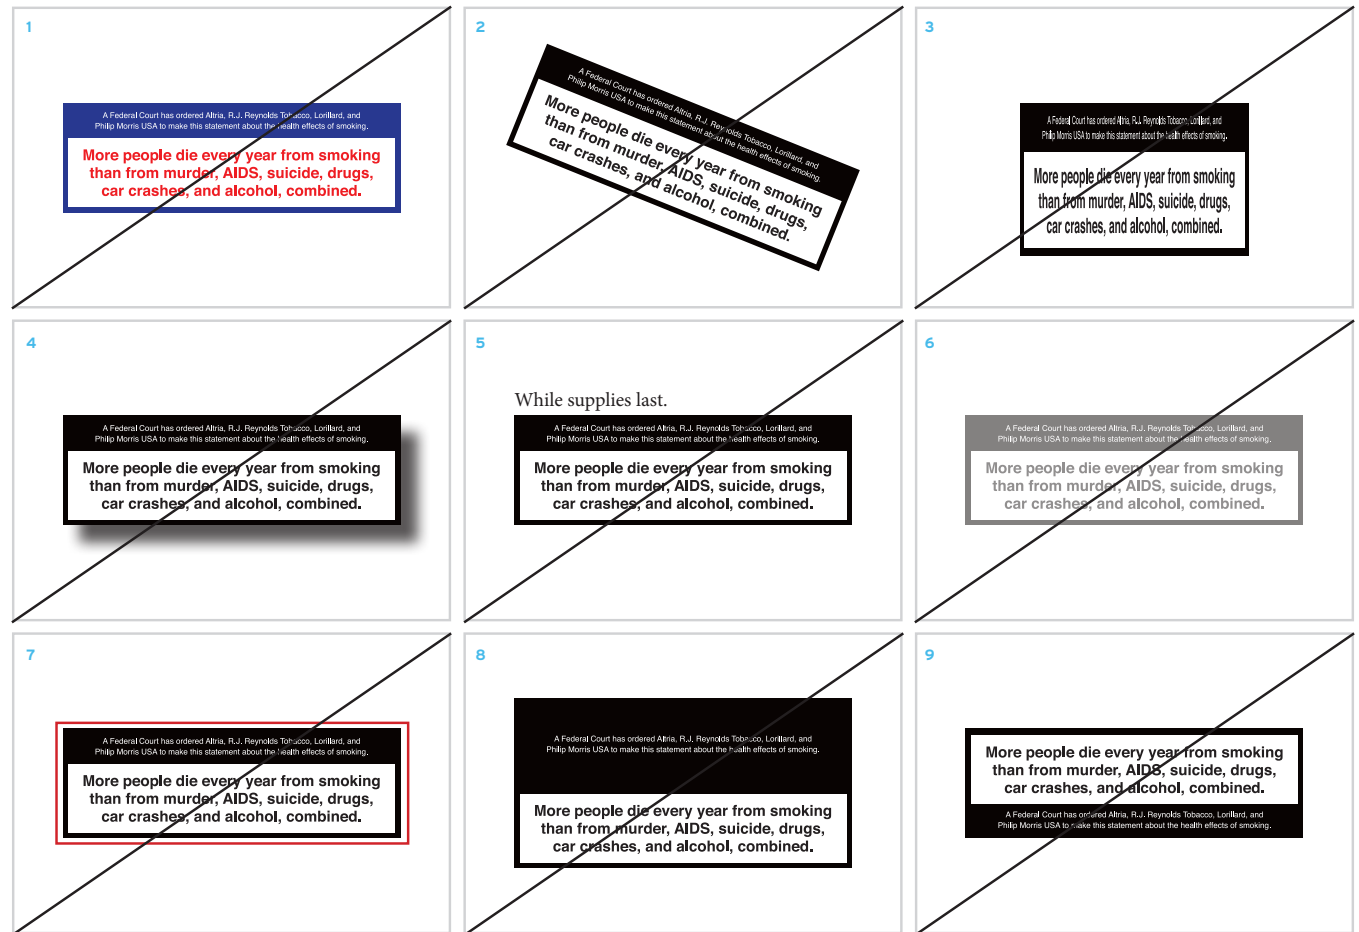 1
A Federal Court has ordered Altria, R.J. Reynolds Tobacco, Lorillard, and
Philip Morris USA to make this statement about the health effects of smoking.
More people die every year from smoking
than from murder, AIDS, suicide, drugs,
car crashes, and alcohol, combined.
2
A Federal Court has ordered Altria, R.J. Reynolds Tobacco, Lorillard, and
Philip Morris USA to make this statement about the health effects of smoking.
More people die every year from smoking
than from murder, AIDS, suicide, drugs,
car crashes, and alcohol, combined.
3
A Federal Court has ordered Altria, R.J. Reynolds Tobacco, Lorillard, and
Philip Morris USA to make this statement about the health effects of smoking.
More people die every year from smoking
than from murder, AIDS, suicide, drugs,
car crashes, and alcohol, combined.
4
A Federal Court has ordered Altria, R.J. Reynolds Tobacco, Lorillard, and
Philip Morris USA to make this statement about the health effects of smoking.
More people die every year from smoking
than from murder, AIDS, suicide, drugs,
car crashes, and alcohol, combined.
5
While supplies last.
A Federal Court has ordered Altria, R.J. Reynolds Tobacco, Lorillard, and
Philip Morris USA to make this statement about the health effects of smoking.
More people die every year from smoking
than from murder, AIDS, suicide, drugs,
car crashes, and alcohol, combined.
6
A Federal Court has ordered Altria, R.J. Reynolds Tobacco, Lorillard, and
Philip Morris USA to make this statement about the health effects of smoking.
More people die every year from smoking
than from murder, AIDS, suicide, drugs,
car crashes, and alcohol, combined.
7
A Federal Court has ordered Altria, R.J. Reynolds Tobacco, Lorillard, and
Philip Morris USA to make this statement about the health effects of smoking.
More people die every year from smoking
than from murder, AIDS, suicide, drugs,
car crashes, and alcohol, combined.
8
A Federal Court has ordered Altria, R.J. Reynolds Tobacco, Lorillard, and
Philip Morris USA to make this statement about the health effects of smoking.
More people die every year from smoking
than from murder, AIDS, suicide, drugs,
car crashes, and alcohol, combined.
9
More people die every year from smoking
than from murder, AIDS, suicide, drugs,
car crashes, and alcohol, combined.
A Federal Court has ordered Altria, R.J. Reynolds Tobacco, Lorillard, and
Philip Morris USA to make this statement about the health effects of smoking.